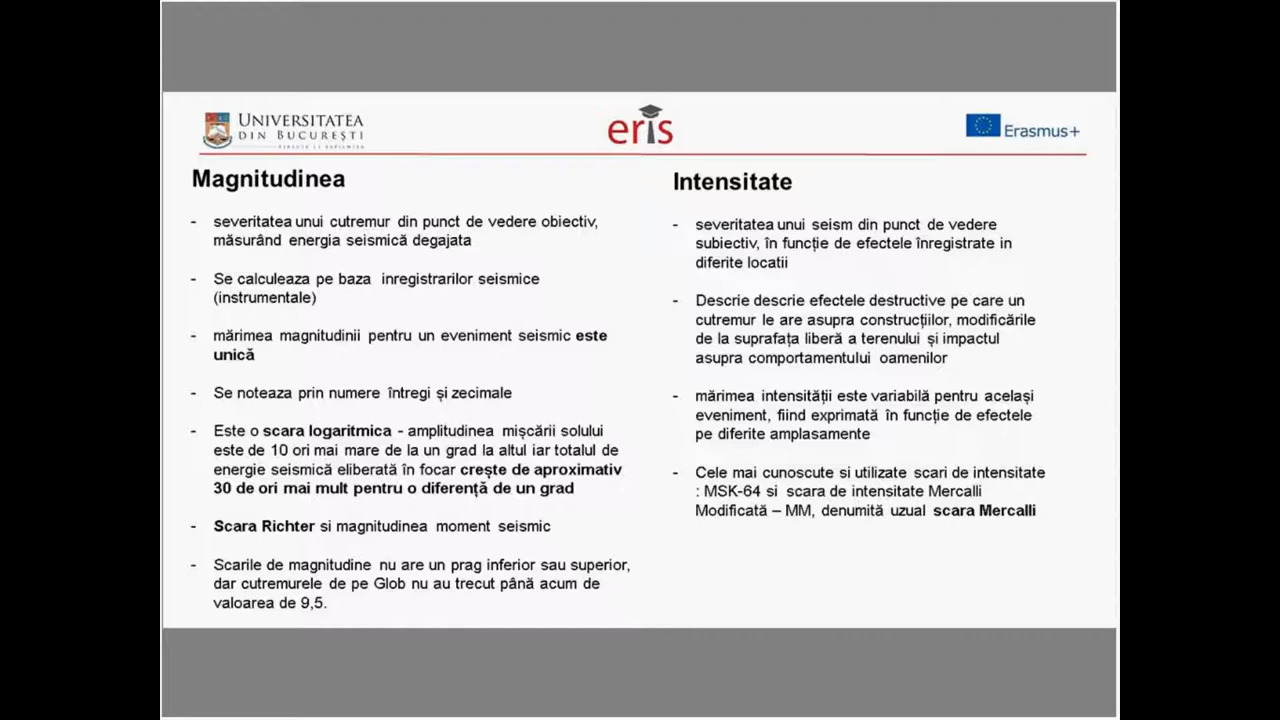 UNIVERSITATEA
DIN BUCUREȘTI
eris
Erasmus+
Magnitudinea
- severitatea unui cutremur din punct de vedere obiectiv,
măsurând energia seismică degajata
- Se calculeaza pe baza inregistrarilor seismice
(instrumentale)
- mărimea magnitudinii pentru un eveniment seismic este
unică
- Se noteaza prin numere întregi și zecimale
- Este o scara logaritmica - amplitudinea mișcării solului
este de 10 ori mai mare de la un grad la altul iar totalul de
energie seismică eliberată în focar crește de aproximativ
30 de ori mai mult pentru o diferență de un grad
- Scara Richter si magnitudinea moment seismic
- Scarile de magnitudine nu are un prag inferior sau superior,
dar cutremurele de pe Glob nu au trecut până acum de
valoarea de 9,5.
Intensitate
- severitatea unui seism din punct de vedere
subiectiv, în funcție de efectele înregistrate in
diferite locatii
- Descrie descrie efectele destructive pe care un
cutremur le are asupra construcțiilor, modificările
de la suprafața liberă a terenului și impactul
asupra comportamentului oamenilor
- mărimea intensității este variabilă pentru același
eveniment, fiind exprimată în funcție de efectele
pe diferite amplasamente
- Cele mai cunoscute si utilizate scari de intensitate
: MSK-64 si scara de intensitate Mercalli
Modificată – MM, denumită uzual scara Mercalli